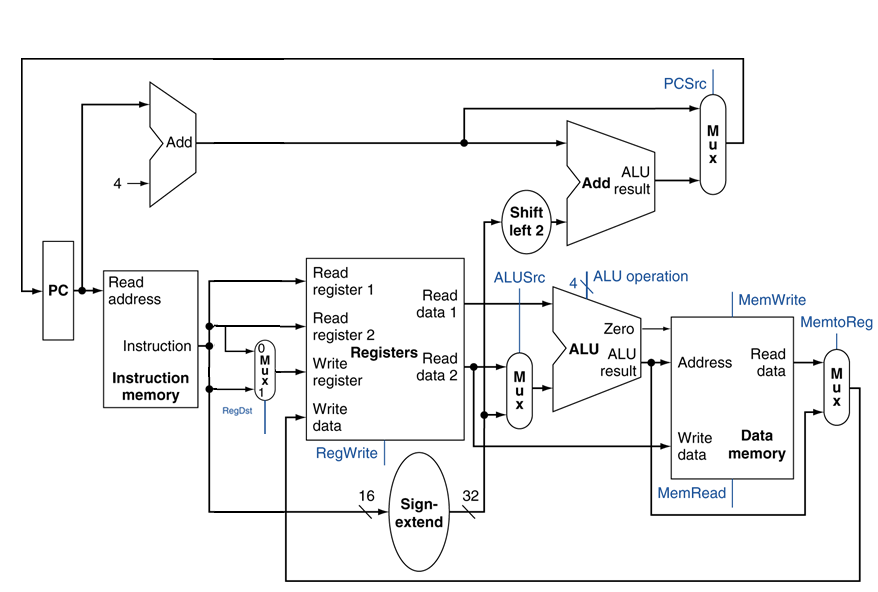 PCSrc
M
u
x
Add
4
Add
ALU
result
Shift
left 2
PC
Read
address
Instruction
Instruction
memory
0
M
u
x
1
RegDst
Read
register 1
Read
register 2
Write
register
Write
data
Registers
Read
data 1
Read
data 2
RegWrite
16
Sign-
extend
32
ALUSrc
M
u
x
4
ALU operation
Zero
ALU
ALU
result
MemWrite
Address
Read
data
Write
data
Data
memory
MemRead
MemtoReg
M
u
x